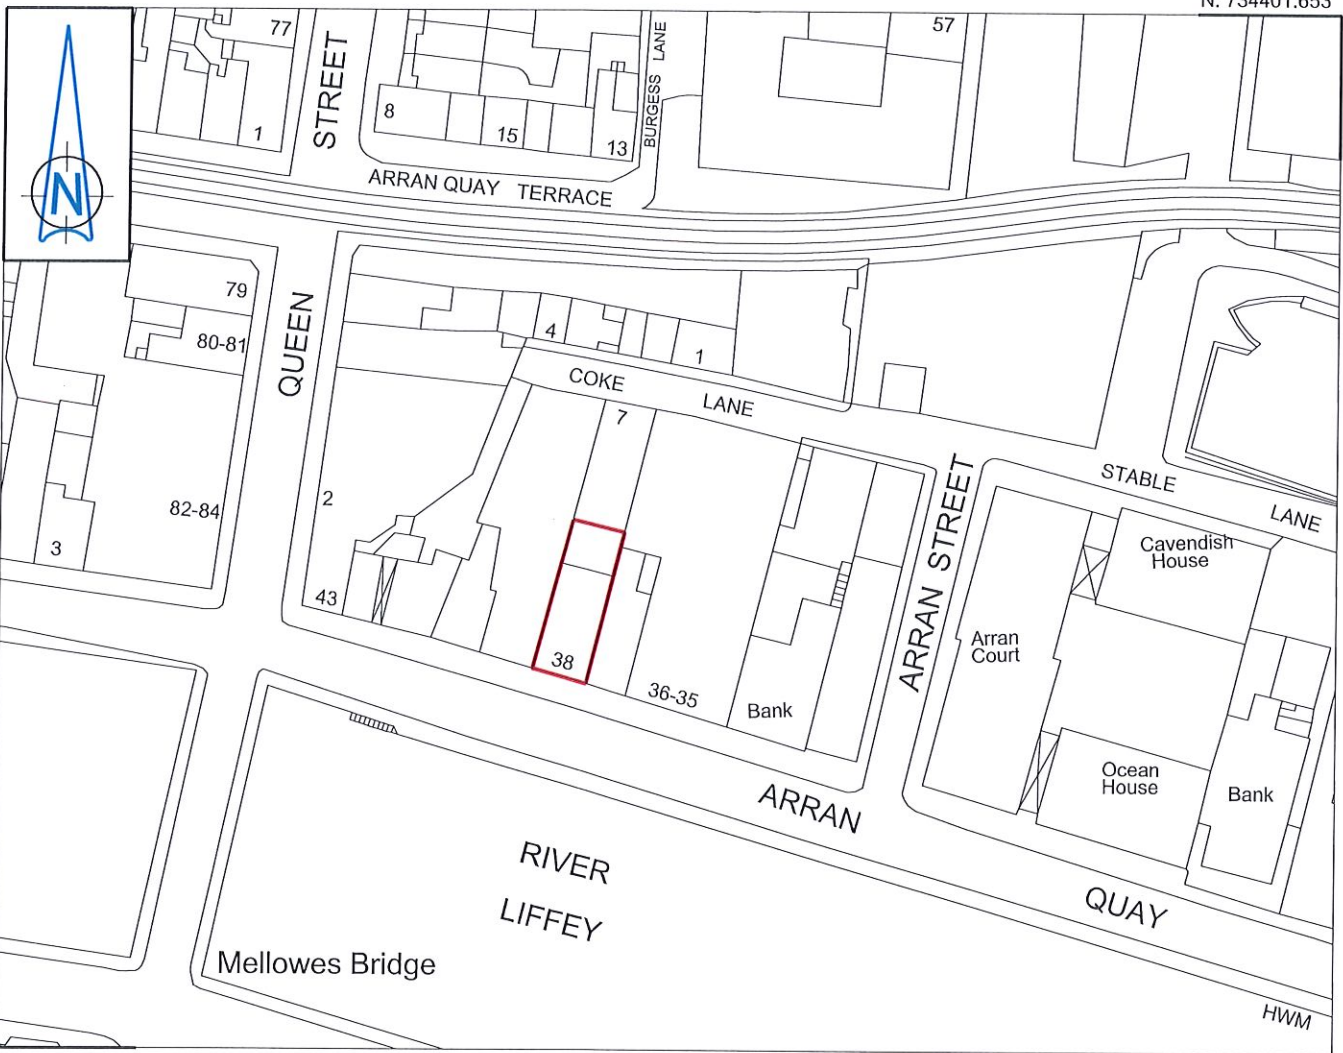 N: 734401.653
77
STREET
BURGESS LANE
57
8
1
15
13
ARRAN QUAY TERRACE
N
79
80-81
QUEEN
4
1
COKE LANE
7
2
82-84
3
43
38
36-35
Bank
ARRAN STREET
STABLE LANE
Cavendish
House
Arran
Court
Ocean
House
Bank
ARRAN QUAY
RIVER
LIFFEY
Mellowes Bridge
HWM